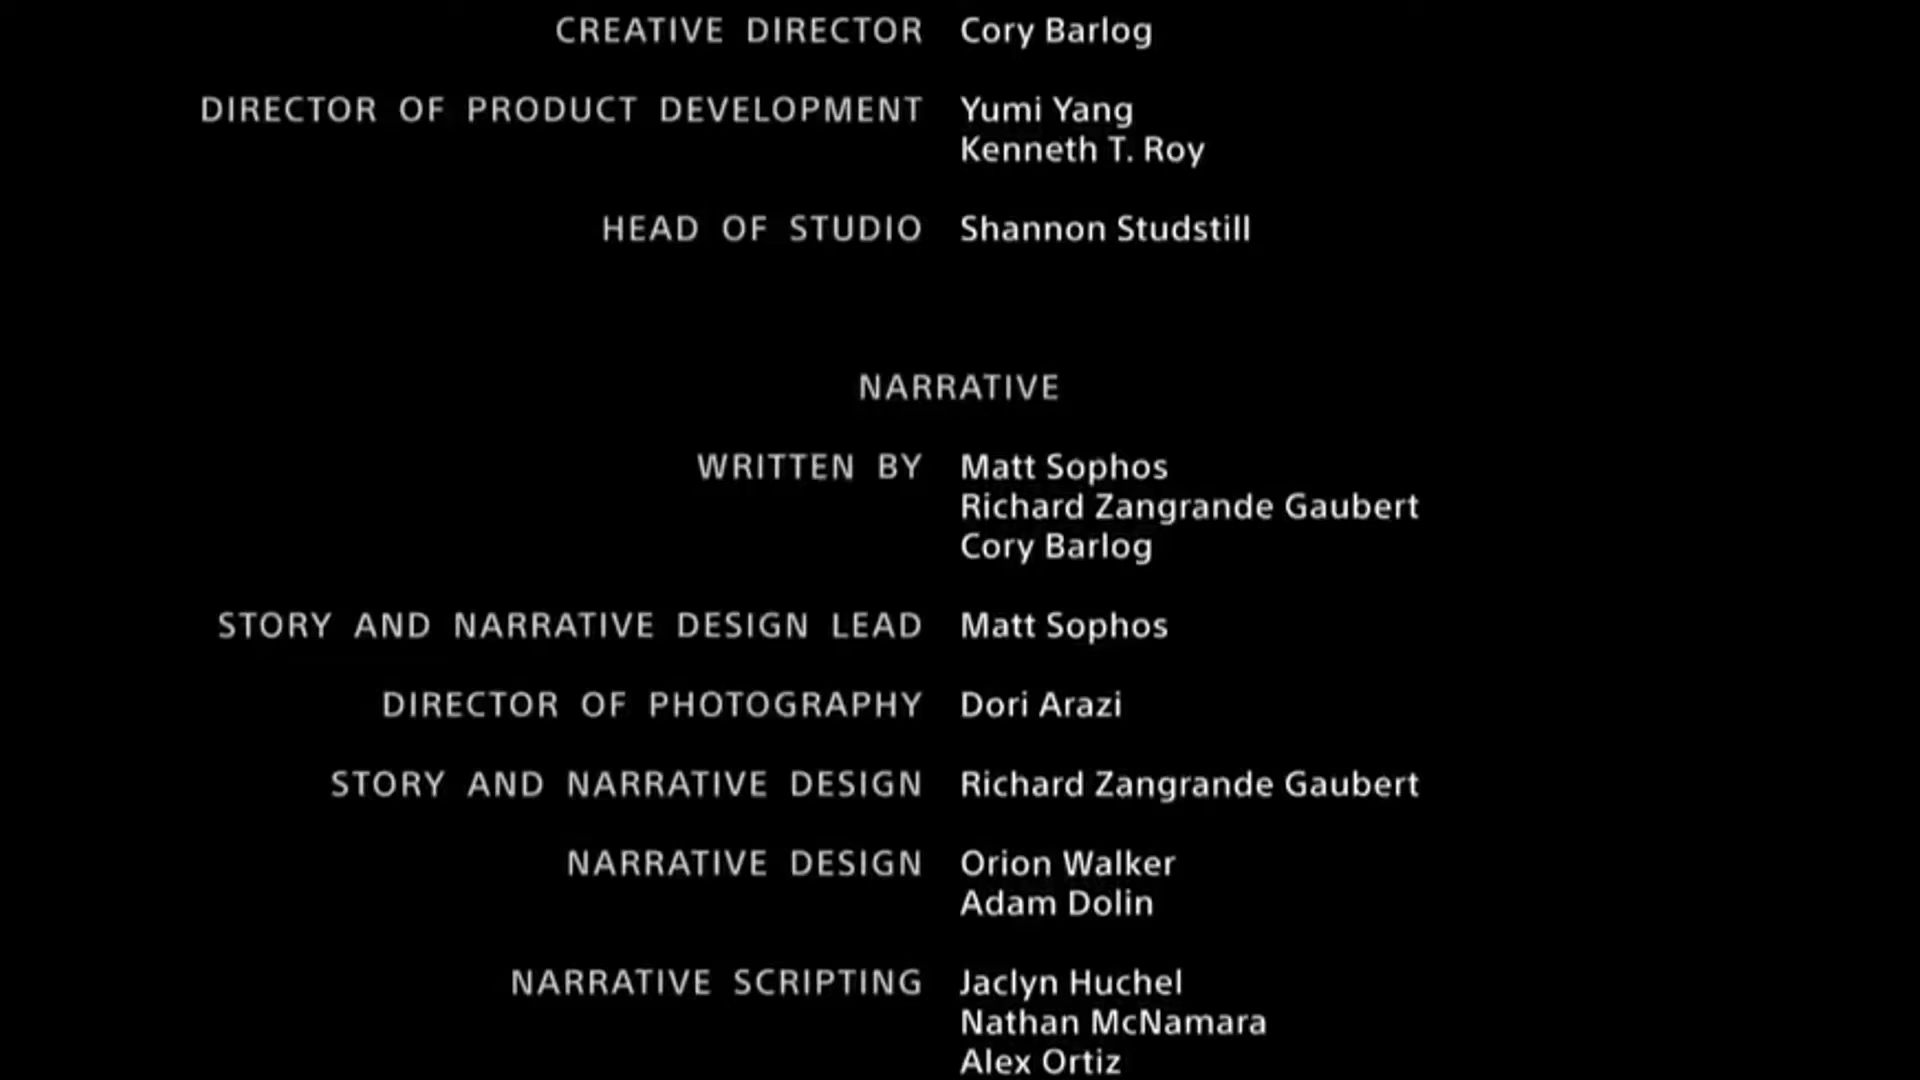 CREATIVE DIRECTOR Cory Barlog
DIRECTOR OF PRODUCT DEVELOPMENT Yumi Yang
Kenneth T. Roy
HEAD OF STUDIO Shannon Studstill
NARRATIVE
WRITTEN BY Matt Sophos
Richard Zangrande Gaubert
Cory Barlog
STORY AND NARRATIVE DESIGN LEAD Matt Sophos
DIRECTOR OF PHOTOGRAPHY Dori Arazi
STORY AND NARRATIVE DESIGN Richard Zangrande Gaubert
NARRATIVE DESIGN Orion Walker
Adam Dolin
NARRATIVE SCRIPTING Jaclyn Huchel
Nathan McNamara
Alex Ortiz